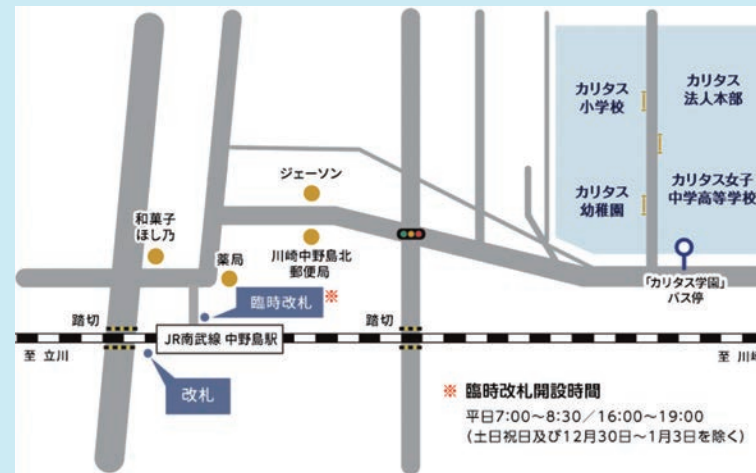 カリタス
小学校
カリタス
法人本部
ジェーソン
カリタス
幼稚園
カリタス女子
中学高等学校
和菓子
ほし乃
薬局
川崎中野島北
郵便局
「カリタス学園」
バス停
臨時改札
※
踏切
JR南武線 中野島駅
踏切
至 立川
至 川崎
改札
※ 臨時改札開設時間
平日7:00〜8:30/16:00〜19:00
(土日祝日及び12月30日〜1月3日を除く)